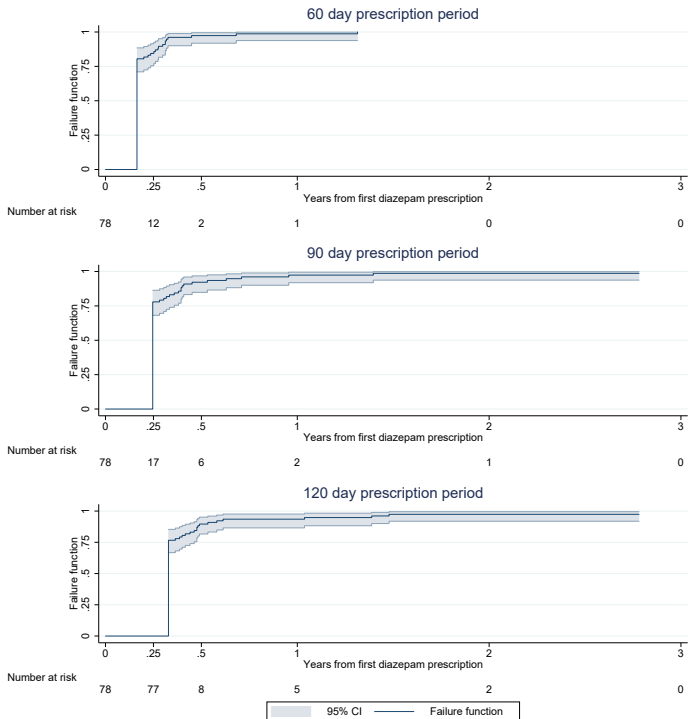 60 day prescription period
Failure function
1
.75
.5
.25
0
0 .25 .5 1 2 3
Years from first diazepam prescription
Number at risk
78 12 2 1 0 0
90 day prescription period
Failure function
1
.75
.5
.25
0
0 .25 .5 1 2 3
Years from first diazepam prescription
Number at risk
78 17 6 2 1 0
120 day prescription period
Failure function
1
.75
.5
.25
0
0 .25 .5 1 2 3
Years from first diazepam prescription
Number at risk
78 77 8 5 2 0
95% CI Failure function